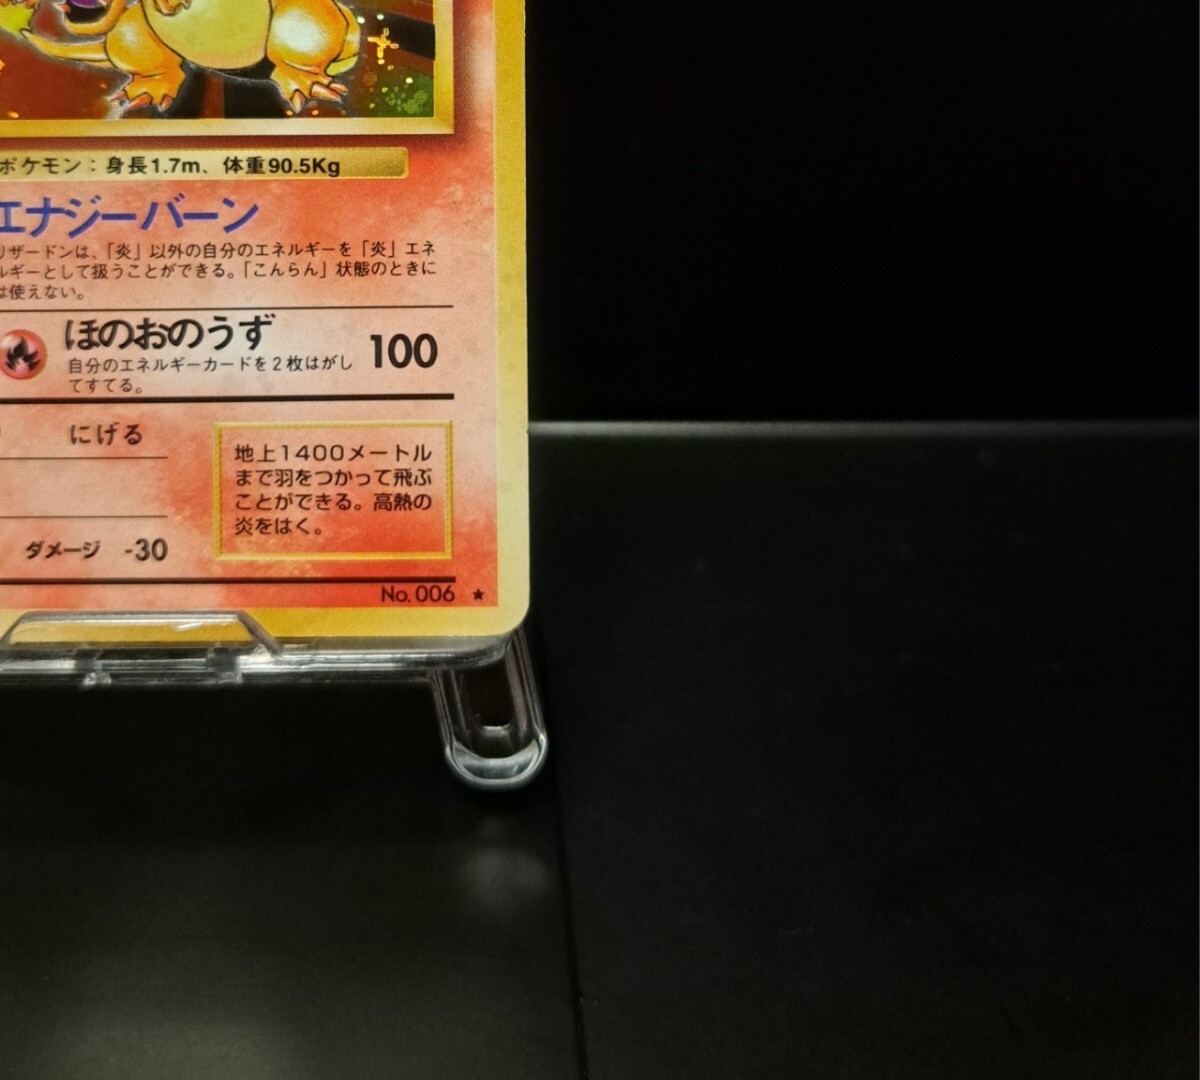 ポケモン：身長1.7m、体重90.5Kg
エナジーバーン
リザードンは、「炎」以外の自分のエネルギーを「炎」エネ
ルギーとして扱うことができる。「こんらん」状態のときに
は使えない。
ほのおのうず 100
自分のエネルギーカードを2枚はがし
てすてる。
にげる
地上1400メートル
まで羽をつかって飛ぶ
ことができる。高熱の
炎をはく。
ダメージ -30
No. 006 ★